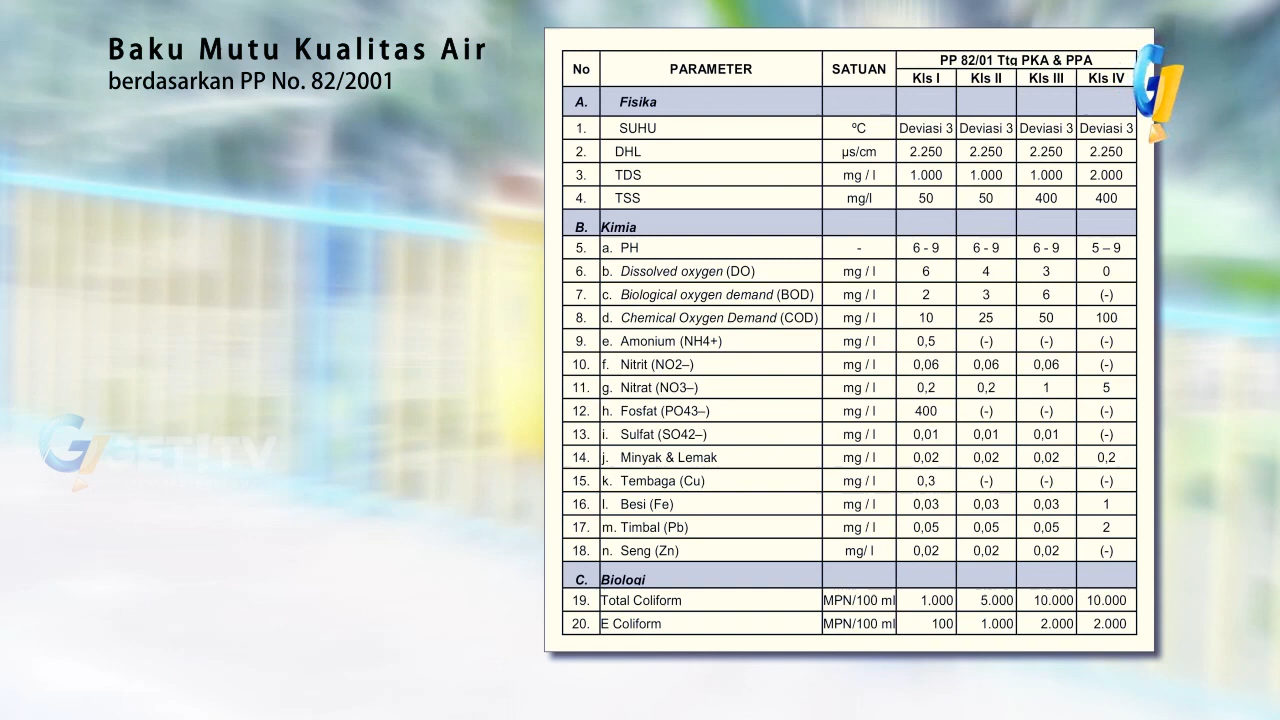 Baku Mutu Kualitas Air
berdasarkan PP No. 82/2001
No PARAMETER SATUAN PP 82/01 Ttg PKA & PPA
Kls I Kls II Kls III Kls IV
A. Fisika
1. SUHU ºC Deviasi 3 Deviasi 3 Deviasi 3 Deviasi 3
2. DHL µs/cm 2.250 2.250 2.250 2.250
3. TDS mg / l 1.000 1.000 1.000 2.000
4. TSS mg/l 50 50 400 400
B. Kimia
5. a. PH - 6 - 9 6 - 9 6 - 9 5 – 9
6. b. Dissolved oxygen (DO) mg / l 6 4 3 0
7. c. Biological oxygen demand (BOD) mg / l 2 3 6 (-)
8. d. Chemical Oxygen Demand (COD) mg / l 10 25 50 100
9. e. Amonium (NH4+) mg / l 0,5 (-) (-) (-)
10. f. Nitrit (NO2–) mg / l 0,06 0,06 0,06 (-)
11. g. Nitrat (NO3–) mg / l 0,2 0,2 1 5
12. h. Fosfat (PO43–) mg / l 400 (-) (-) (-)
13. i. Sulfat (SO42–) mg / l 0,01 0,01 0,01 (-)
14. j. Minyak & Lemak mg / l 0,02 0,02 0,02 0,2
15. k. Tembaga (Cu) mg / l 0,3 (-) (-) (-)
16. l. Besi (Fe) mg / l 0,03 0,03 0,03 1
17. m. Timbal (Pb) mg / l 0,05 0,05 0,05 2
18. n. Seng (Zn) mg/ l 0,02 0,02 0,02 (-)
C. Biologi
19. Total Coliform MPN/100 ml 1.000 5.000 10.000 10.000
20. E Coliform MPN/100 ml 100 1.000 2.000 2.000
G!
G! GET!TV